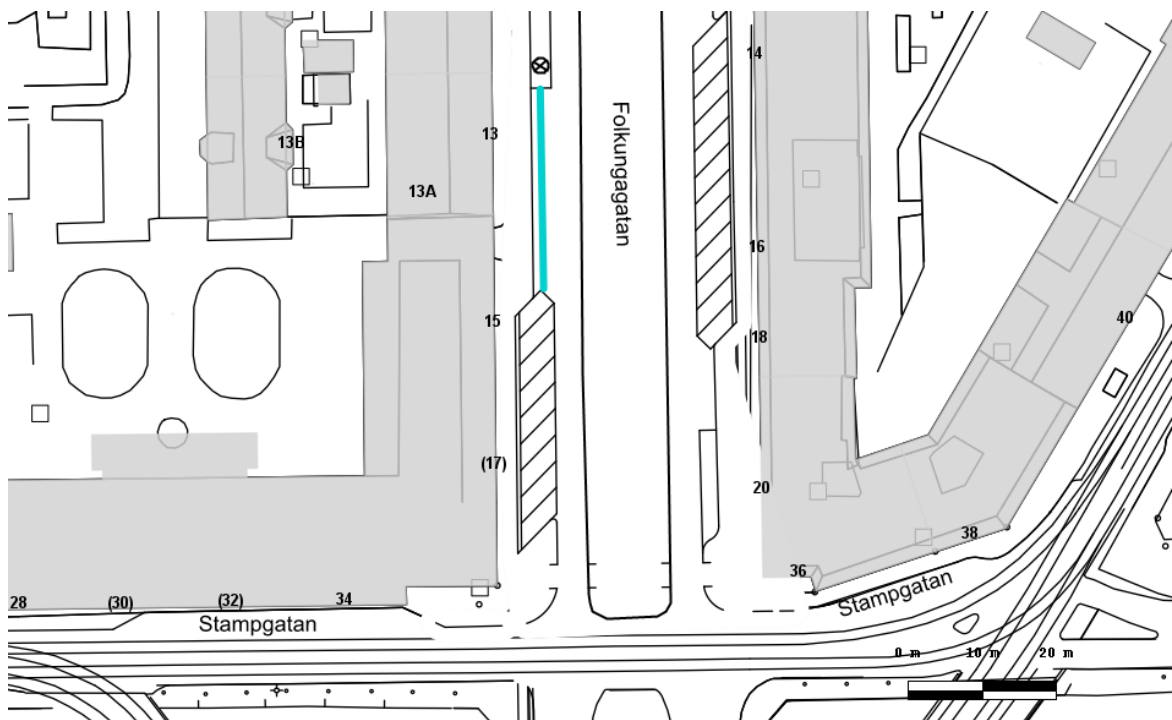 14
13
13B
13A
Folkungagatan
16
15
18
40
(17)
20
38
36
28
(30)
(32)
34
Stampgatan
Stampgatan
0 m 10 m 20 m